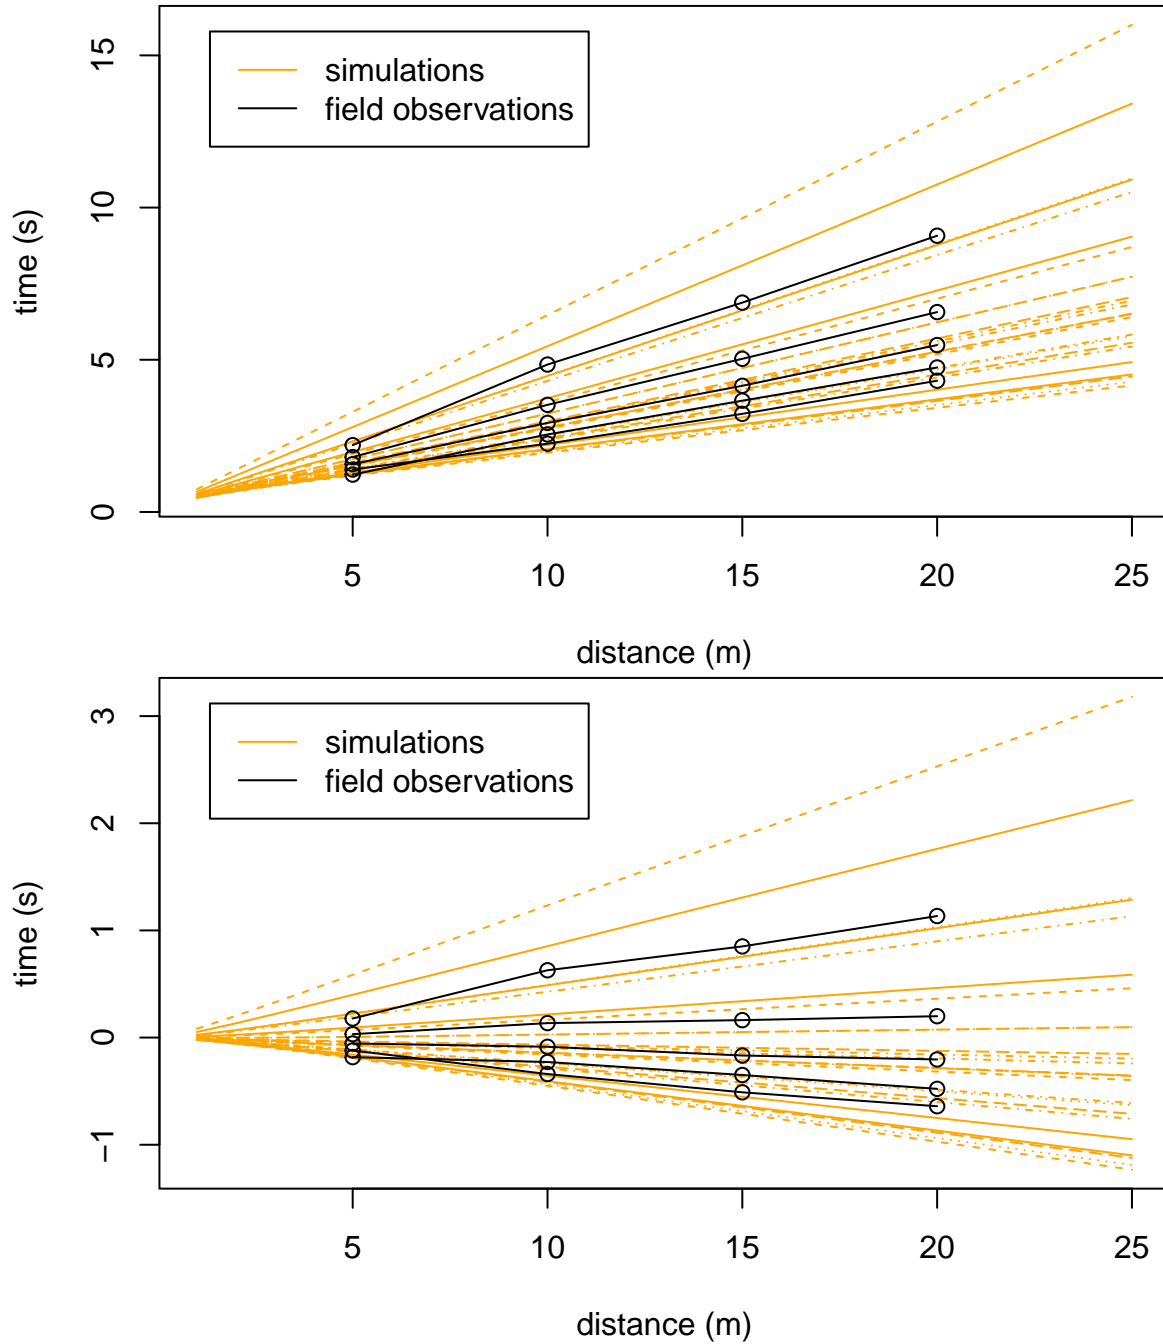 simulations
field observations
time (s)
15
10
5
0
5 10 15 20 25
distance (m)
simulations
field observations
time (s)
3
2
1
0
−1
5 10 15 20 25
distance (m)